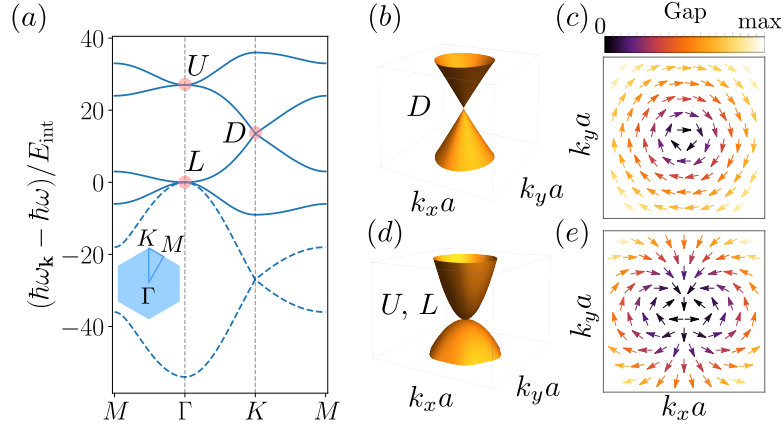 (a)
(ħω_k − ħω)/E_int
40
20
0
−20
−40
U
D
L
K
M
Γ
M
Γ
K
M
(b)
D
k_x a
k_y a
(c)
Gap
0
max
k_y a
(d)
U, L
k_x a
k_y a
(e)
k_y a
k_x a